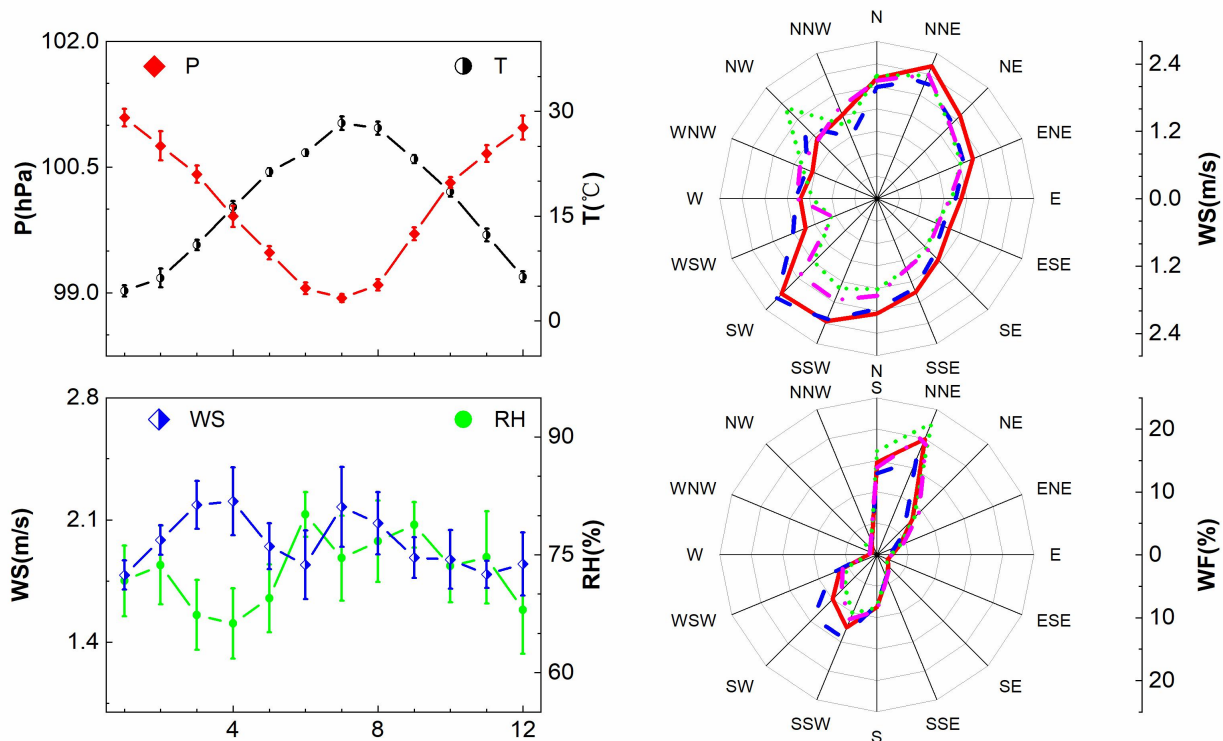 102.0
100.5
99.0
P(hPa)
P
T
30
15
0
T(℃)
2.8
2.1
1.4
WS(m/s)
WS
RH
90
75
60
RH(%)
4
8
12
N
NNE
NE
ENE
E
ESE
SE
SSE
S
SSW
SW
WSW
W
WNW
NW
NNW
2.4
1.2
0.0
1.2
2.4
WS(m/s)
N
NNE
NE
ENE
E
ESE
SE
SSE
S
SSW
SW
WSW
W
WNW
NW
NNW
20
10
0
10
20
WF(%)